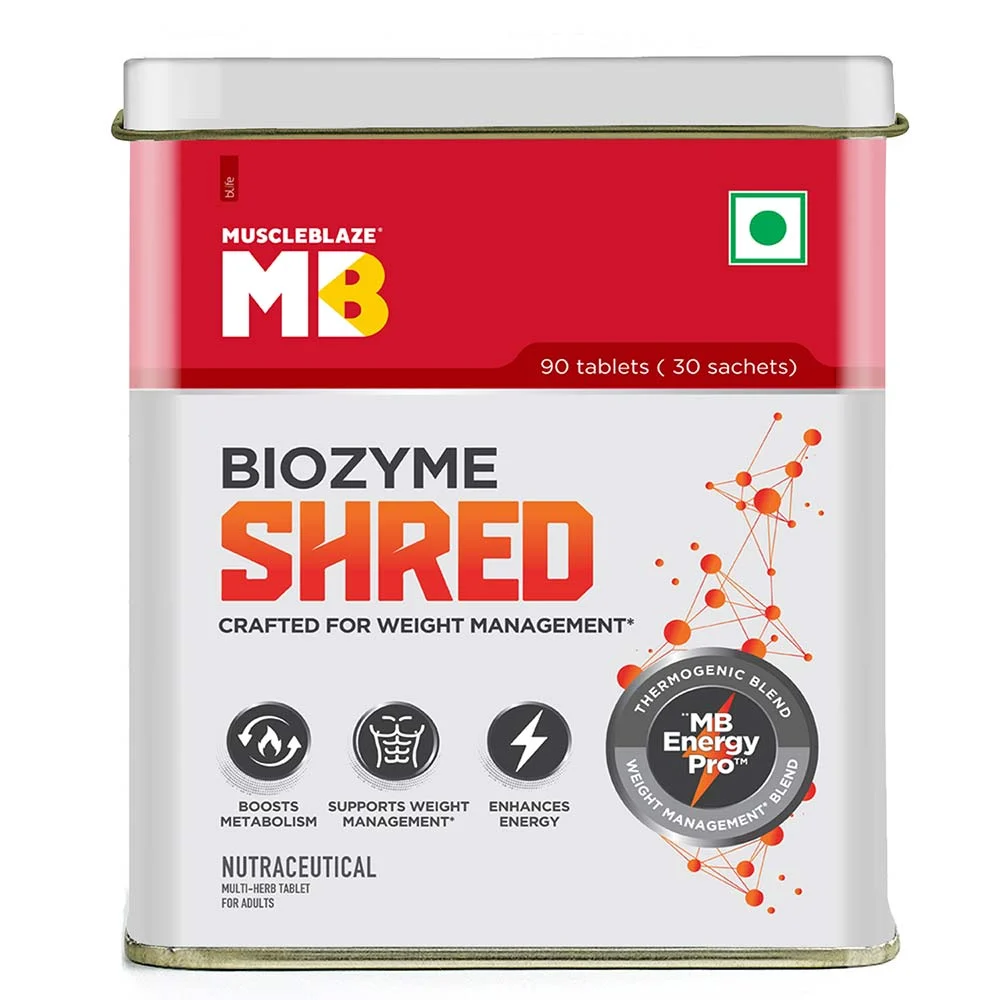 blife
MUSCLEBLAZE®
MB
90 tablets ( 30 sachets)
BIOZYME
SHRED
CRAFTED FOR WEIGHT MANAGEMENT*
THERMOGENIC BLEND
MB
Energy
Pro™
WEIGHT MANAGEMENT* BLEND
BOOSTS
METABOLISM
SUPPORTS WEIGHT
MANAGEMENT*
ENHANCES
ENERGY
NUTRACEUTICAL
MULTI-HERB TABLET
FOR ADULTS